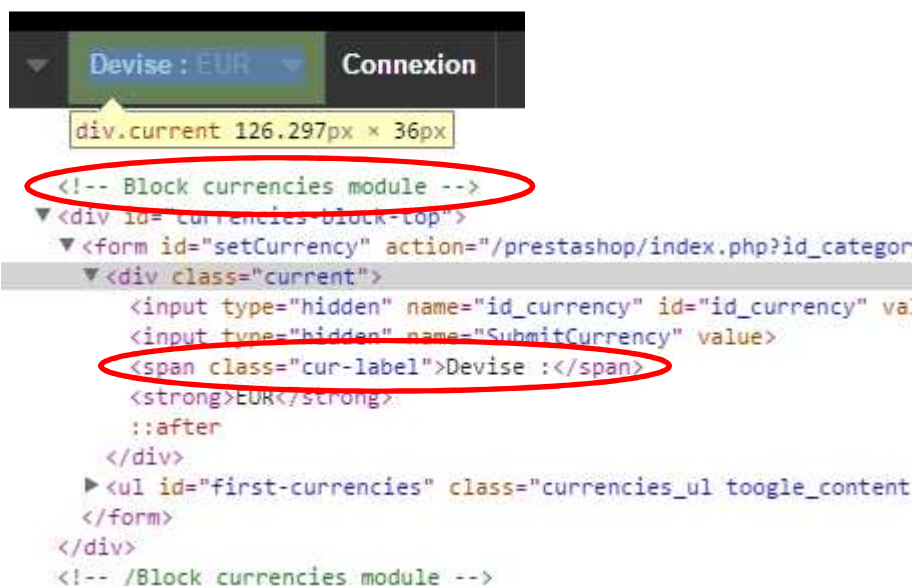 Devise : EUR Connexion
div.current 126.297px × 36px
<!-- Block currencies module -->
▼<div id="currencies-block-top">
▼<form id="setCurrency" action="/prestashop/index.php?id_categor
▼<div class="current">
<input type="hidden" name="id_currency" id="id_currency" va
<input type="hidden" name="SubmitCurrency" value>
<span class="cur-label">Devise :</span>
<strong>EUR</strong>
::after
</div>
▶<ul id="first-currencies" class="currencies_ul toogle_content
</form>
</div>
<!-- /Block currencies module -->